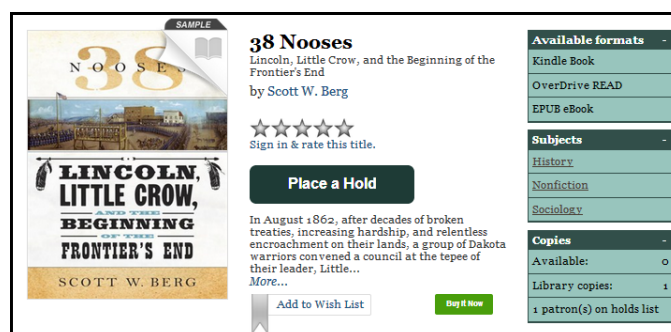 SAMPLE
38
NOOSES
LINCOLN,
LITTLE CROW,
AND THE
BEGINNING
OF THE
FRONTIER'S END
SCOTT W. BERG
38 Nooses
Lincoln, Little Crow, and the Beginning of the
Frontier's End
by Scott W. Berg
Sign in & rate this title.
Place a Hold
In August 1862, after decades of broken
treaties, increasing hardship, and relentless
encroachment on their lands, a group of Dakota
warriors convened a council at the tepee of
their leader, Little...
More...
Add to Wish List
Buy It Now
Available formats -
Kindle Book
OverDrive READ
EPUB eBook
Subjects -
History
Nonfiction
Sociology
Copies -
Available: 0
Library copies: 1
1 patron(s) on holds list